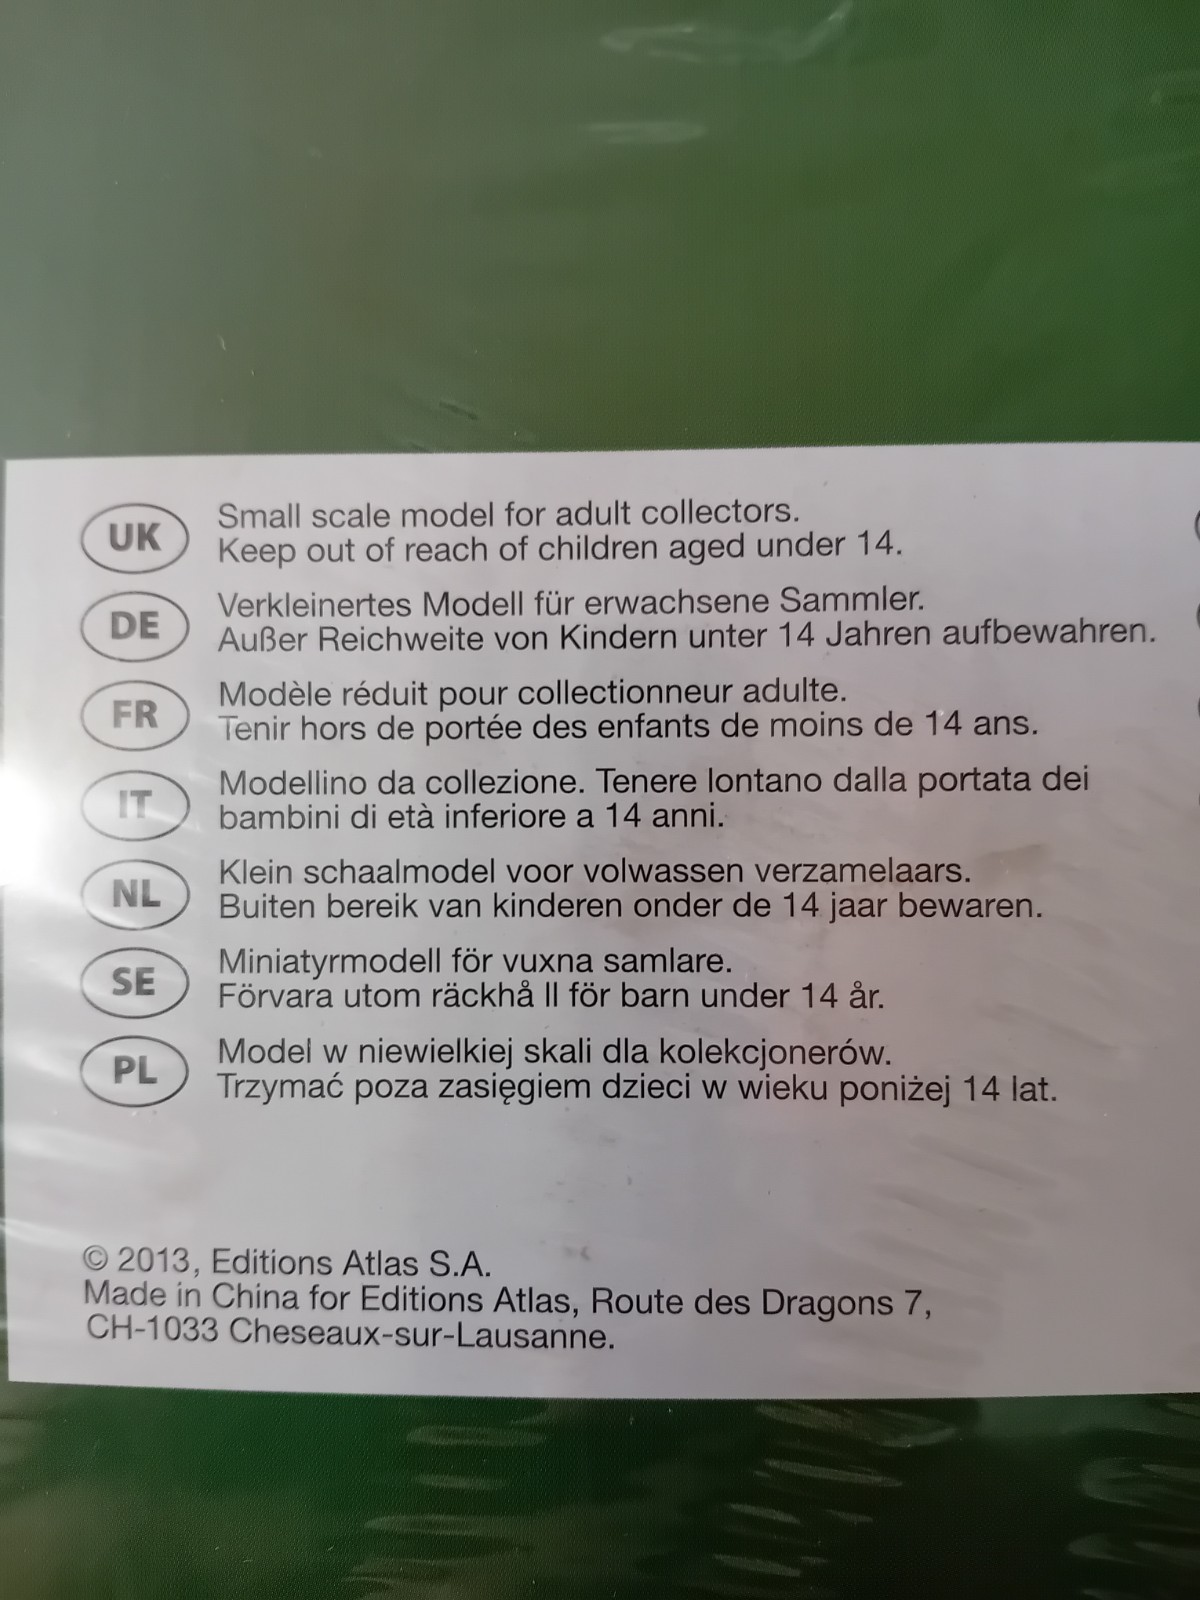 UK Small scale model for adult collectors.
Keep out of reach of children aged under 14.
DE Verkleinertes Modell für erwachsene Sammler.
Außer Reichweite von Kindern unter 14 Jahren aufbewahren.
FR Modèle réduit pour collectionneur adulte.
Tenir hors de portée des enfants de moins de 14 ans.
IT Modellino da collezione. Tenere lontano dalla portata dei
bambini di età inferiore a 14 anni.
NL Klein schaalmodel voor volwassen verzamelaars.
Buiten bereik van kinderen onder de 14 jaar bewaren.
SE Miniatyrmodell för vuxna samlare.
Förvara utom räckhå ll för barn under 14 år.
PL Model w niewielkiej skali dla kolekcjonerów.
Trzymać poza zasięgiem dzieci w wieku poniżej 14 lat.
© 2013, Editions Atlas S.A.
Made in China for Editions Atlas, Route des Dragons 7,
CH-1033 Cheseaux-sur-Lausanne.